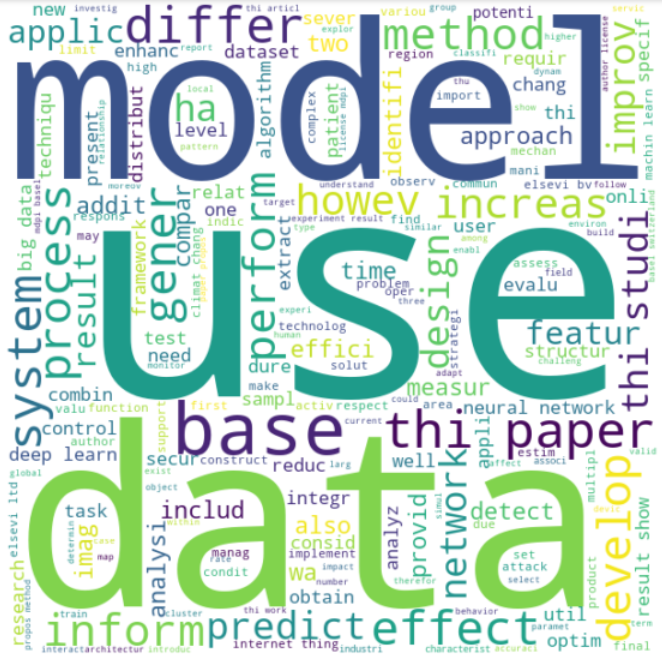 new
investig
applic
differ
sever
variou
group
servic
potenti
thi articl
report
explor
classifi
higher
limit
enhanc
two
method
requir
dataset
region
high
local
dynam
thu
show
license mdpi
pattern
author license
improv
machin learn
specif
model
techniqu
present
relationship
distribut
ha
level
algorithm
complex
patient
identifi
import
chang
thi
approach
mechan
mani
mdpi basel
moreov
understand
observ
commun
elsevi bv
follow
big data
process
addit
respons
relat
one
target
indic
howev
increas
onli
basel switzerland
may
gener
compar
experiment result
type
find
similar
user
among
enabl
environ
build
system
result
framework
climat chang
perform
extract
time
design
assess
field
thi studi
use
problem
oper
three
evalu
test
need
monitor
experi
human
technolog
effici
solut
strategi
featur
structur
challeng
dure
make
adapt
measur
combin
valu
function
first
sampl
activ
respect
could
area
neural network
control
author
support
base
current
thi paper
appli
deep learn
secur
construct
reduc
larg
well
estim
valid
global
exist
affect
associ
multipl
data
object
integr
simul
task
within
includ
analyz
provid
network
detect
devic
develop
result show
elsevi ltd
imag
case
analysi
manag
also
implement
consid
due
set
attack
determin
map
rate
condit
wa
impact
number
therefor
select
product
research
propos method
obtain
train
cluster
thi work
behavior
util
inform
predict
effect
paramet
optim
term
interact
architectur
introduc
internet thing
industri
characterist
accuraci
final